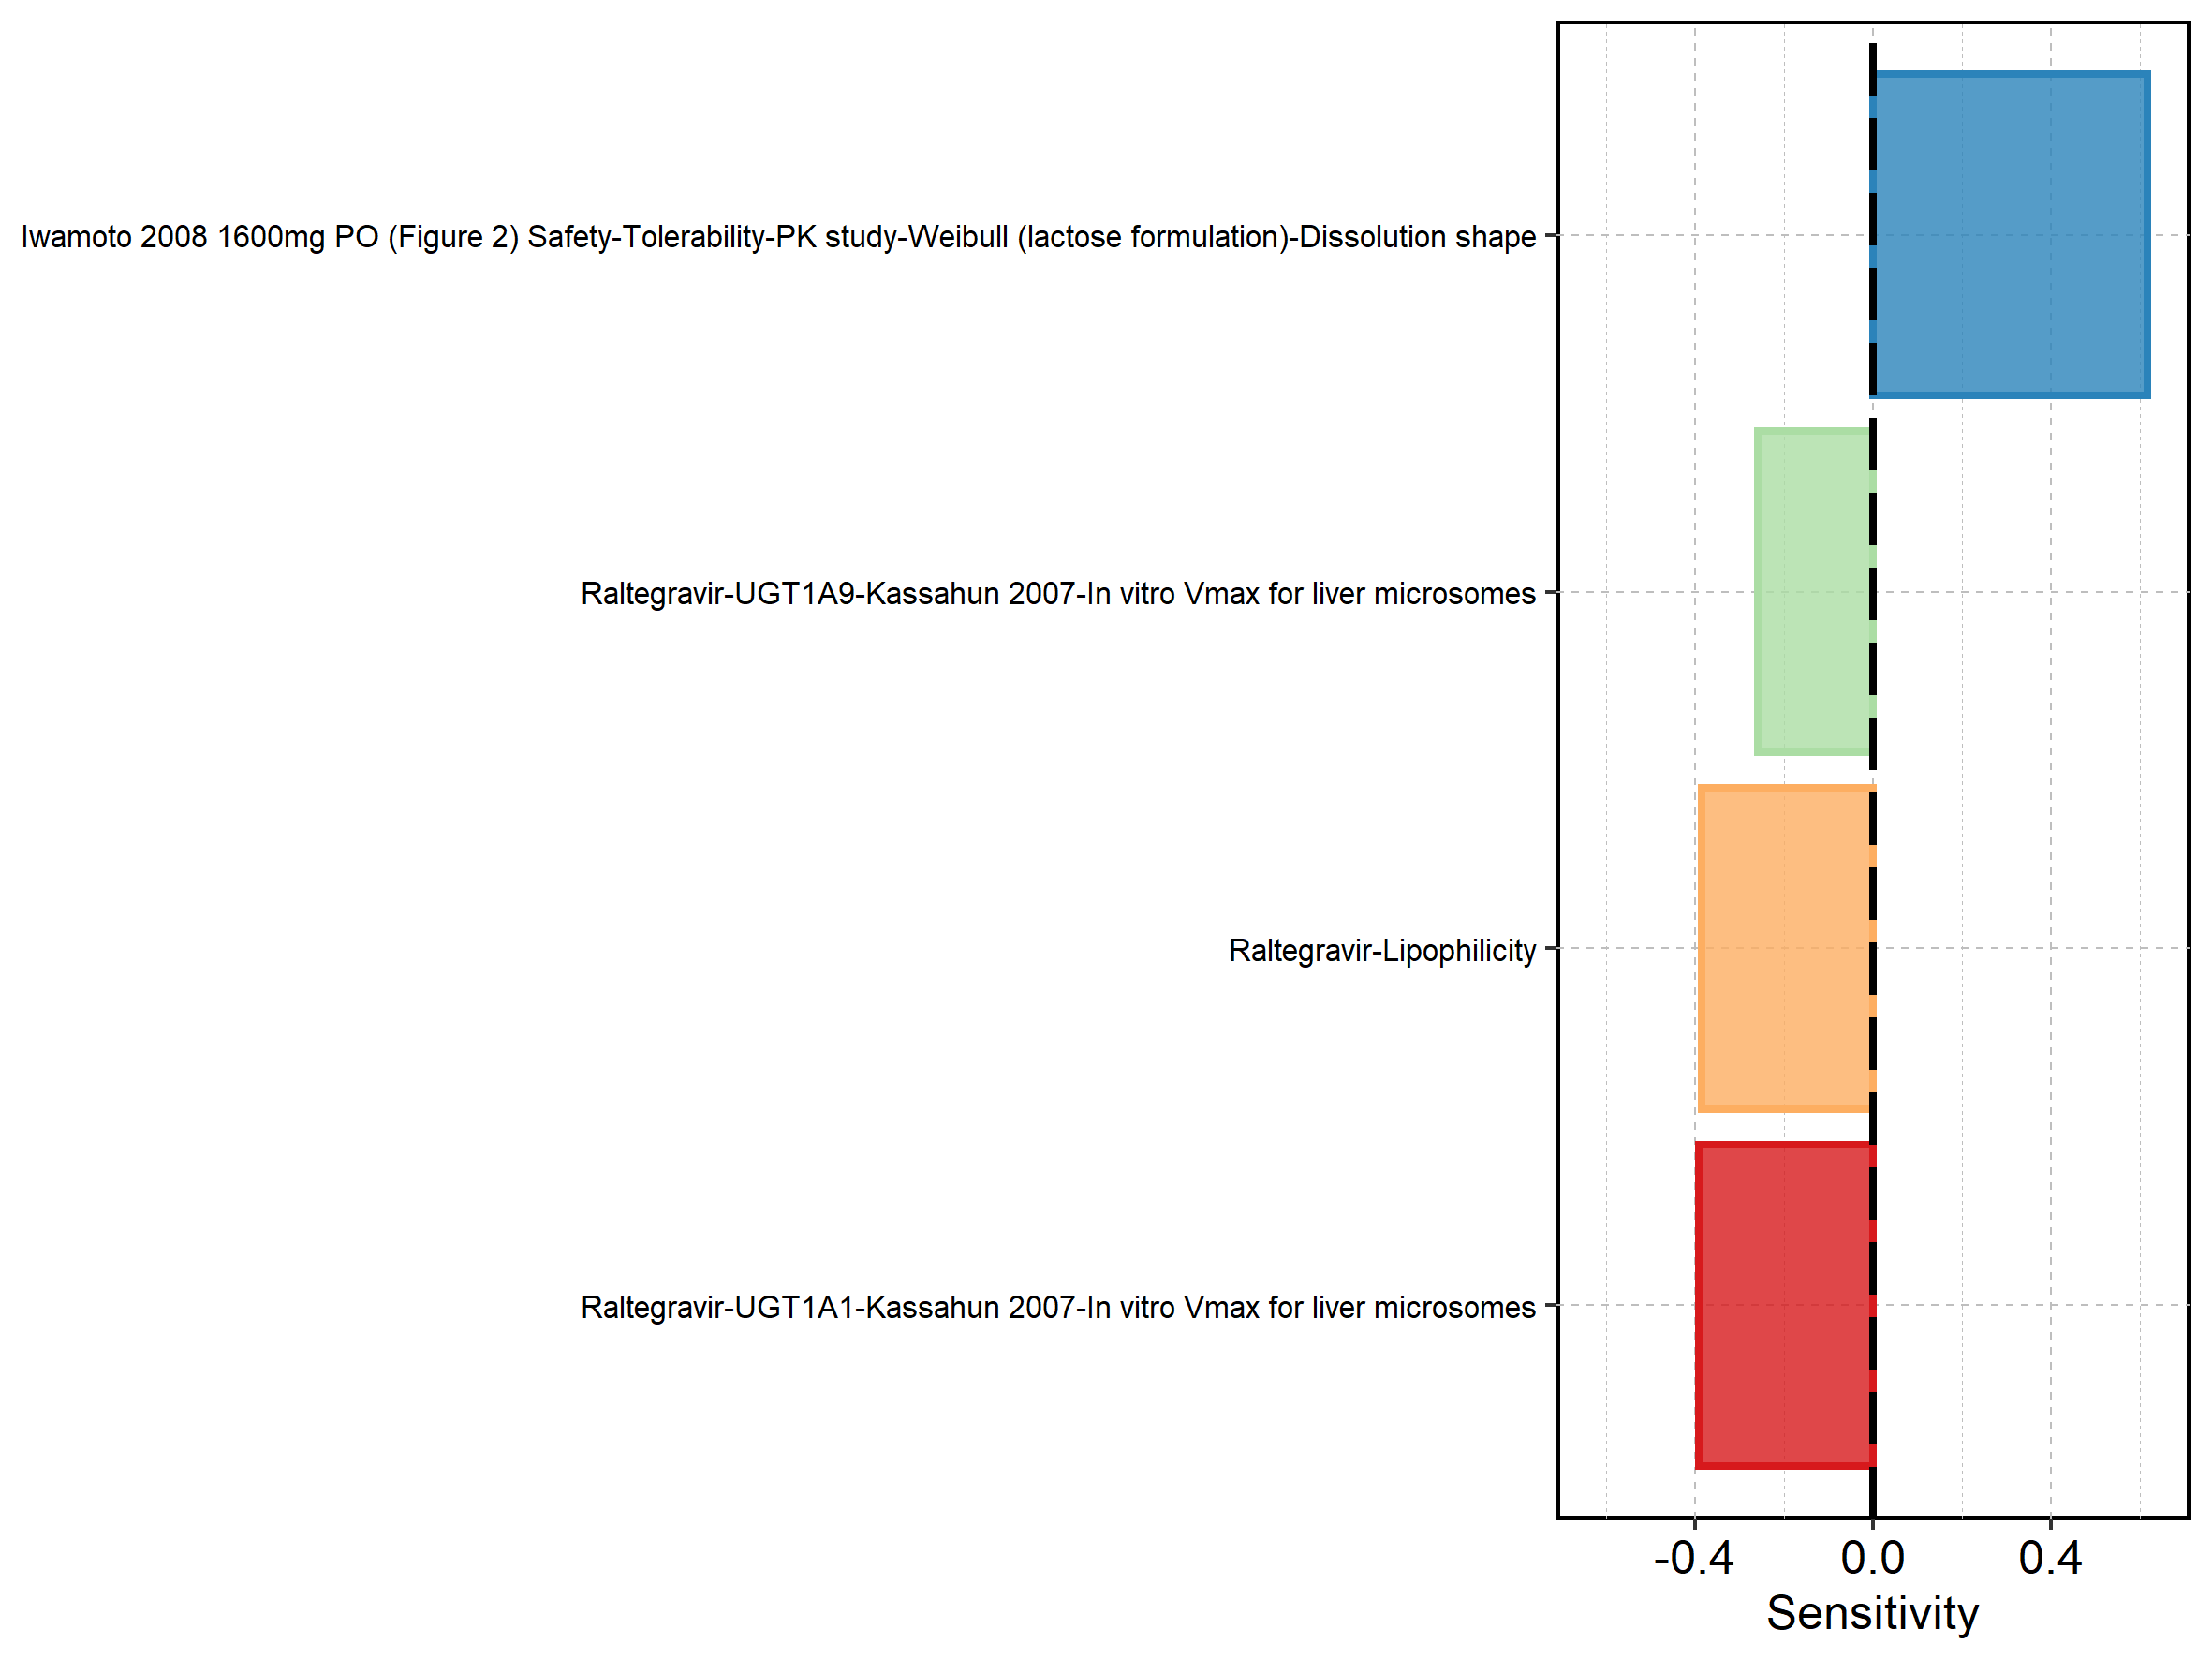 Iwamoto 2008 1600mg PO (Figure 2) Safety-Tolerability-PK study-Weibull (lactose formulation)-Dissolution shape
Raltegravir-UGT1A9-Kassahun 2007-In vitro Vmax for liver microsomes
Raltegravir-Lipophilicity
Raltegravir-UGT1A1-Kassahun 2007-In vitro Vmax for liver microsomes
-0.4 0.0 0.4
Sensitivity